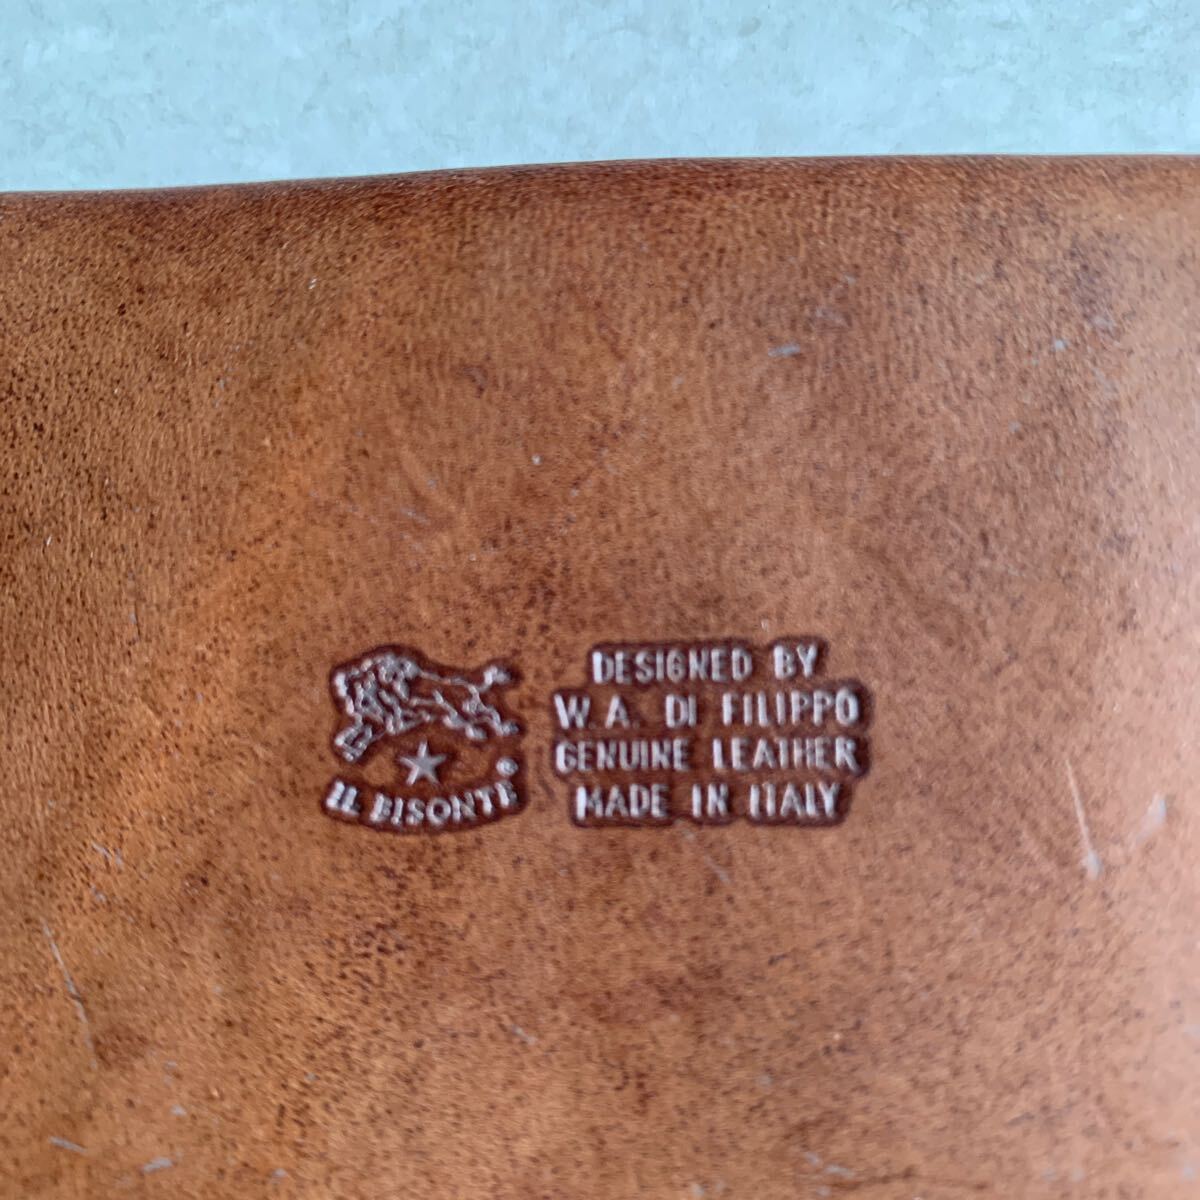 IL BISONTE®
DESIGNED BY
W.A. DI FILIPPO
GENUINE LEATHER
MADE IN ITALY